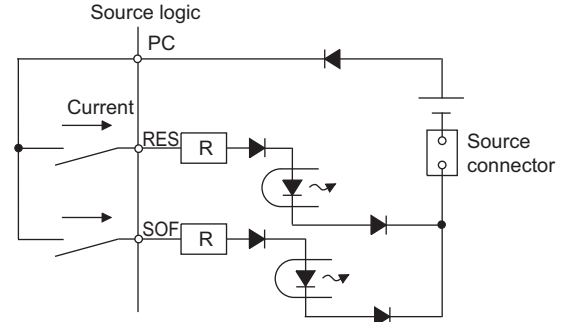 Source logic
PC
Current
RES
R
Source
connector
SOF
R